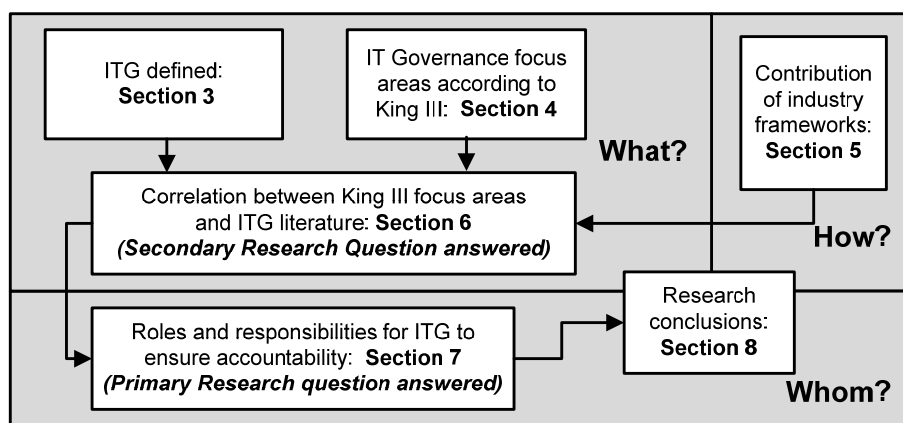 ITG defined:
Section 3
IT Governance focus
areas according to
King III:  Section 4
Contribution
of industry
frameworks:
Section 5
What?
Correlation between King III focus areas
and ITG literature: Section 6
(Secondary Research Question answered)
How?
Roles and responsibilities for ITG to
ensure accountability:  Section 7
(Primary Research question answered)
Research
conclusions:
Section 8
Whom?